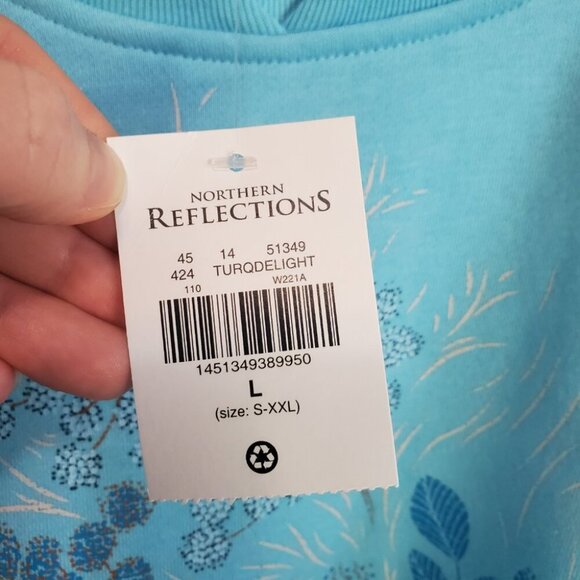 NORTHERN
REFLECTIONS
45 14 51349
424 TURQDELIGHT
110 W221A
1451349389950
L
(size: S-XXL)